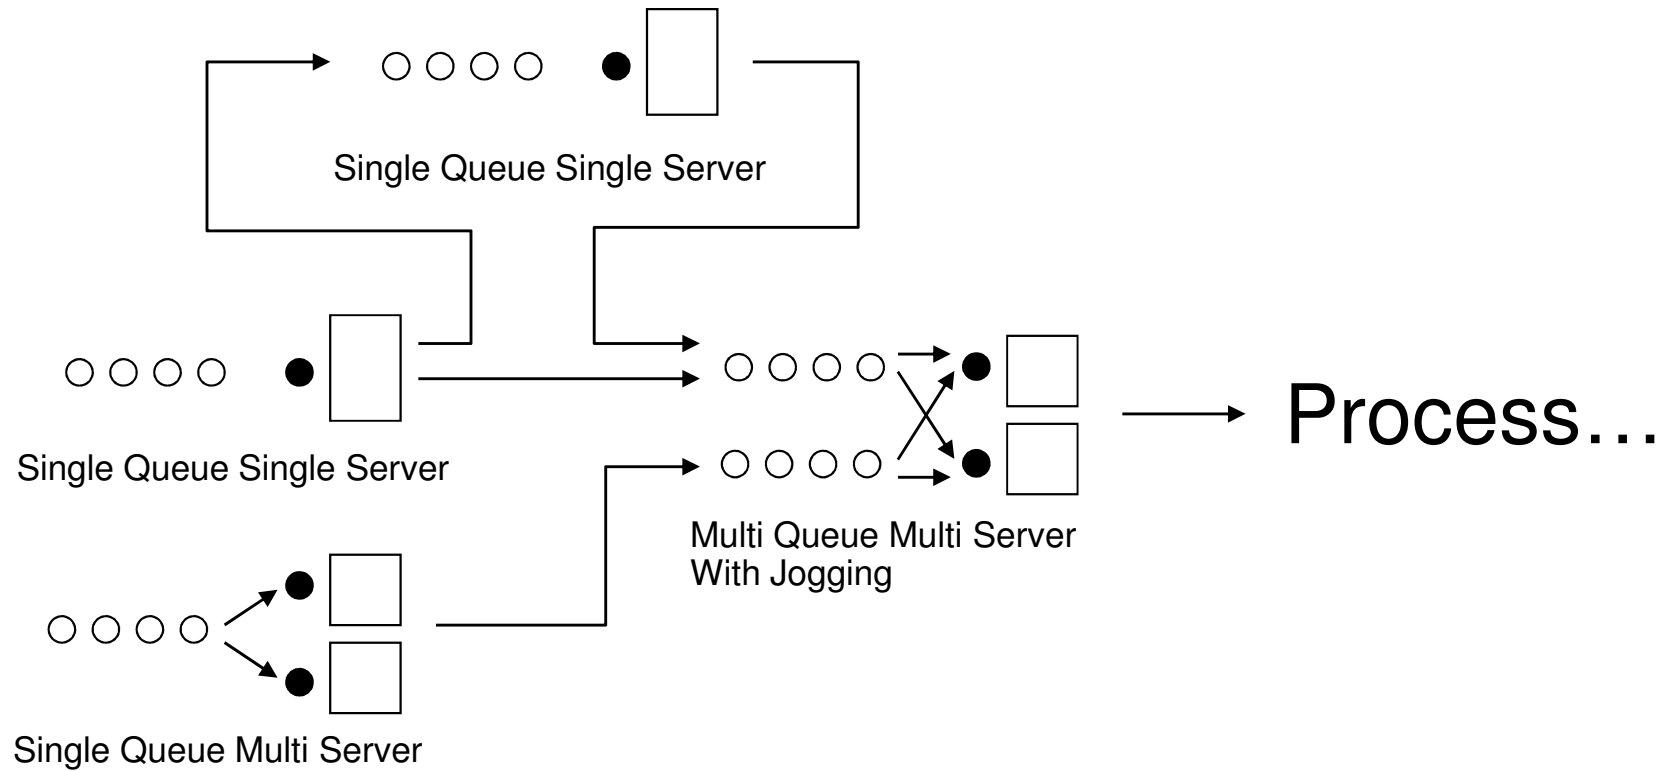 Single Queue Single Server
Single Queue Single Server
Process...
Multi Queue Multi Server
With Jogging
Single Queue Multi Server